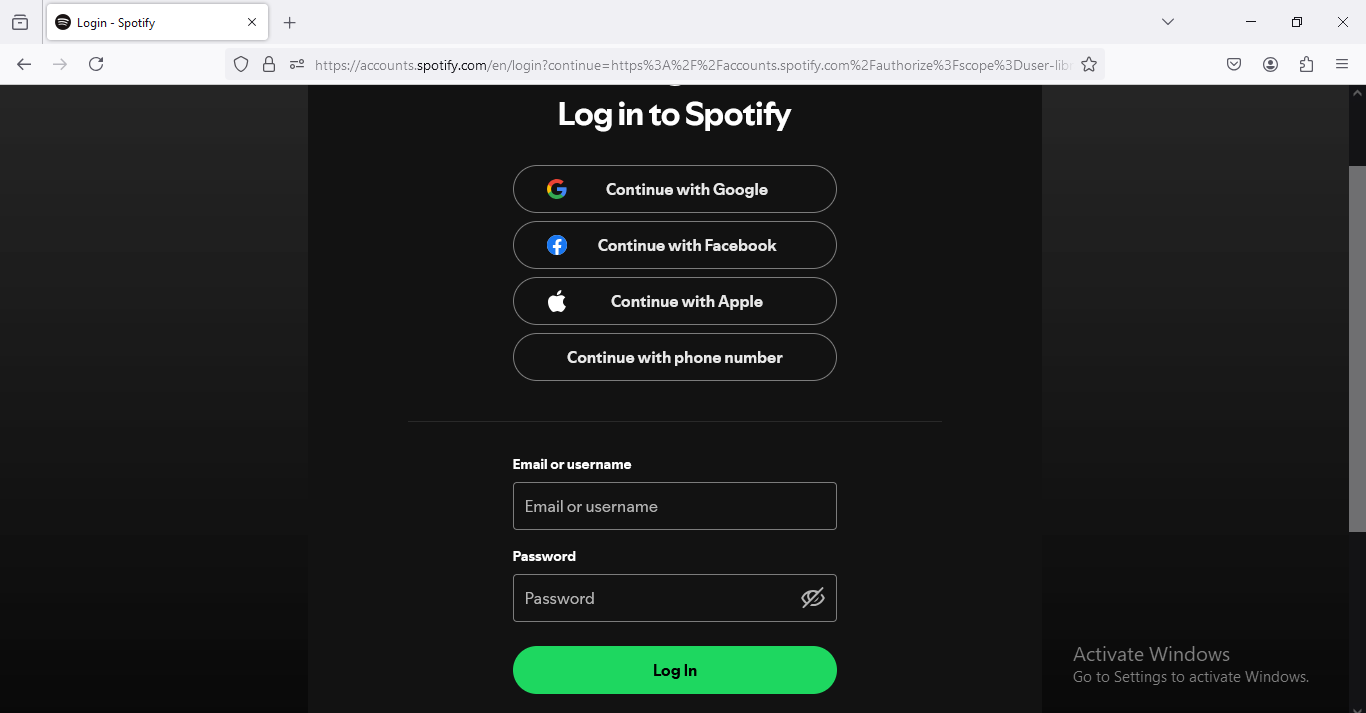 Login - Spotify
https://accounts.spotify.com/en/login?continue=https%3A%2F%2Faccounts.spotify.com%2Fauthorize%3Fscope%3Duser-libr
Log in to Spotify
Continue with Google
Continue with Facebook
Continue with Apple
Continue with phone number
Email or username
Email or username
Password
Password
Log In
Activate Windows
Go to Settings to activate Windows.